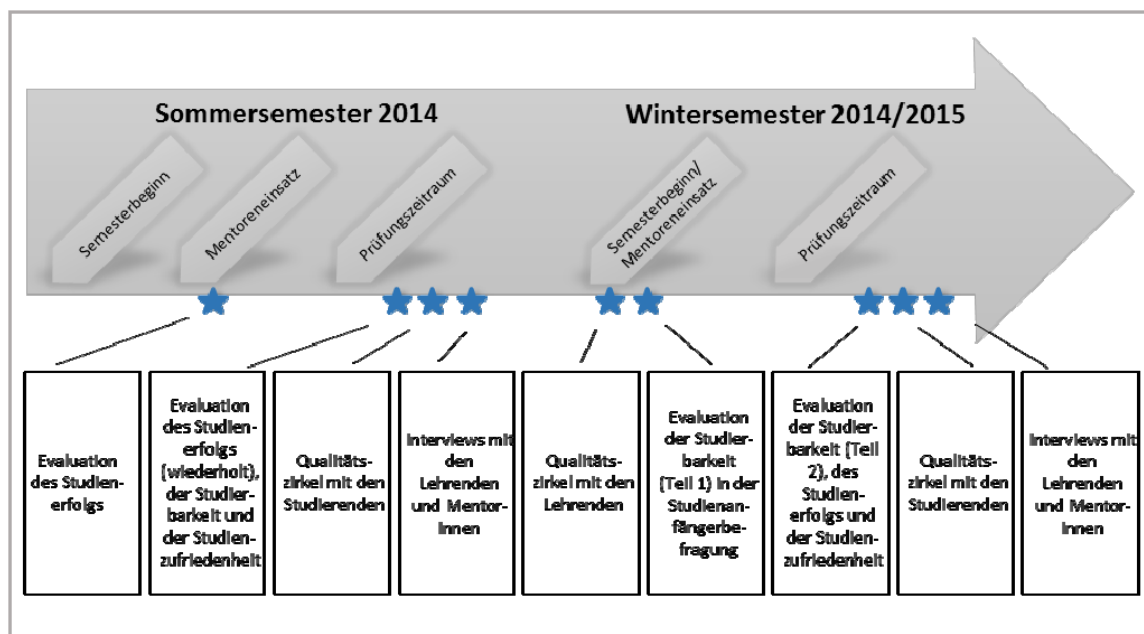 Sommersemester 2014
Wintersemester 2014/2015
Semesterbeginn
Mentoreneinsatz
Prüfungszeitraum
Semesterbeginn/
Mentoreneinsatz
Prüfungszeitraum
Evaluation
des Studien-
erfolgs
Evaluation
des Studien-
erfolgs
(wiederholt),
der Studier-
barkeit und
der Studien-
zufriedenheit
Qualitäts-
zirkel mit den
Studierenden
Interviews mit
den
Lehrenden
und Mentor-
Innen
Qualitäts-
zirkel mit den
Lehrenden
Evaluation
der Studier-
barkeit
(Teil 1) in der
Studienan-
fängerbe-
fragung
Evaluation
der Studier-
barkeit (Teil
2), des
Studien-
erfolgs und
der Studien-
zufriedenheit
Qualitäts-
zirkel mit den
Studierenden
Interviews mit
den
Lehrenden
und Mentor-
Innen